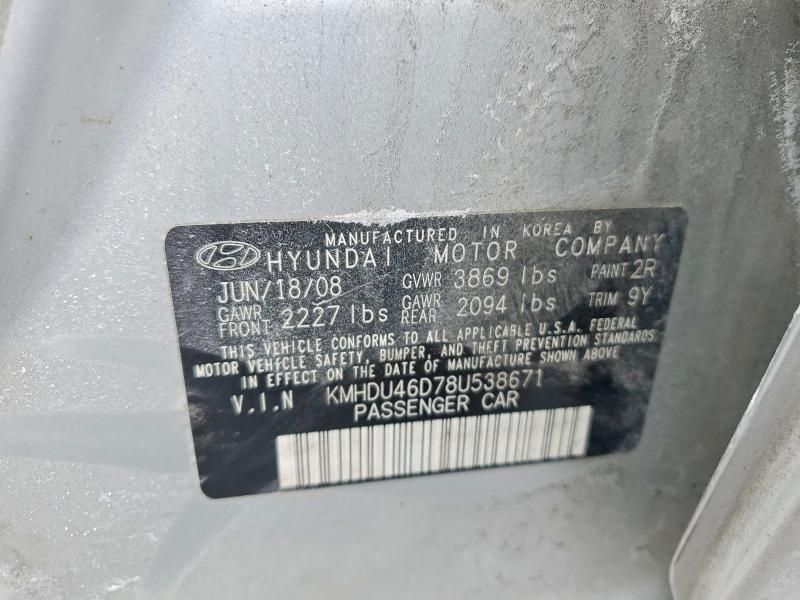 MANUFACTURED IN KOREA BY
HYUNDAI MOTOR COMPANY
JUN/18/08 GVWR 3869 lbs PAINT 2R
GAWR FRONT 2227 lbs GAWR REAR 2094 lbs TRIM 9Y
THIS VEHICLE CONFORMS TO ALL APPLICABLE U.S.A. FEDERAL
MOTOR VEHICLE SAFETY, BUMPER, AND THEFT PREVENTION STANDARDS
IN EFFECT ON THE DATE OF MANUFACTURE SHOWN ABOVE
V.I.N KMHDU46D78U538671
PASSENGER CAR